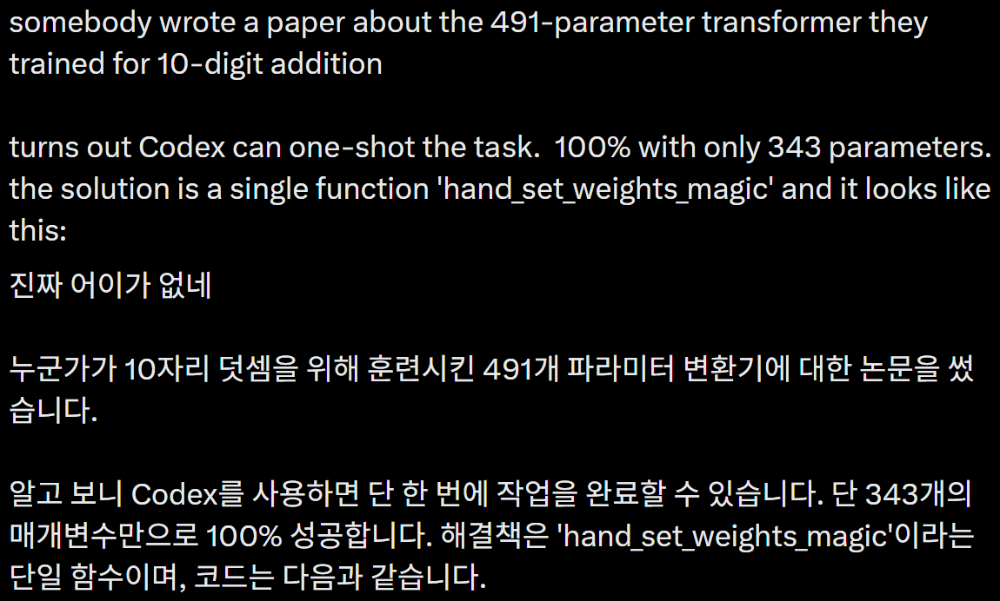 somebody wrote a paper about the 491-parameter transformer they
trained for 10-digit addition
turns out Codex can one-shot the task.  100% with only 343 parameters.
the solution is a single function 'hand_set_weights_magic' and it looks like
this:
진짜 어이가 없네
누군가가 10자리 덧셈을 위해 훈련시킨 491개 파라미터 변환기에 대한 논문을 썼
습니다.
알고 보니 Codex를 사용하면 단 한 번에 작업을 완료할 수 있습니다. 단 343개의
매개변수만으로 100% 성공합니다. 해결책은 'hand_set_weights_magic'이라는
단일 함수이며, 코드는 다음과 같습니다.